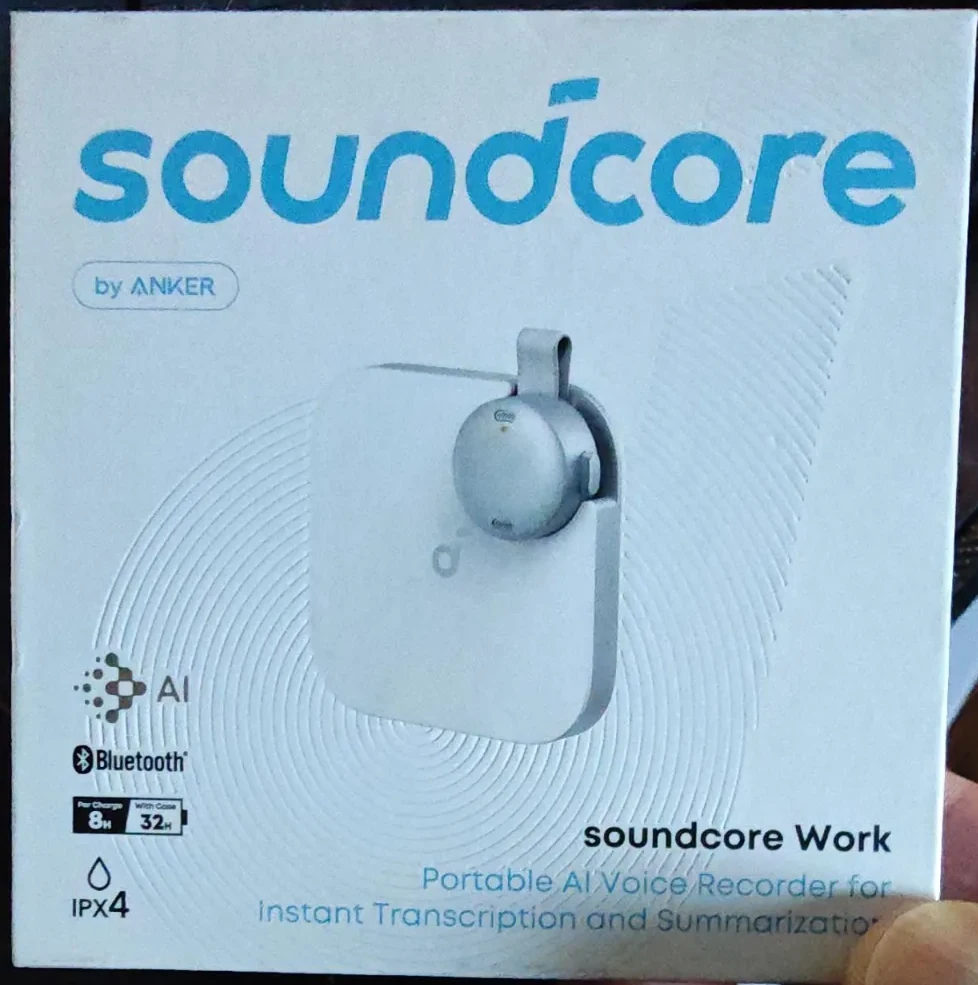 soundcore
by ANKER
AI
Bluetooth®
Per Charge
8H
With Case
32H
IPX4
soundcore Work
Portable AI Voice Recorder for
Instant Transcription and Summarization